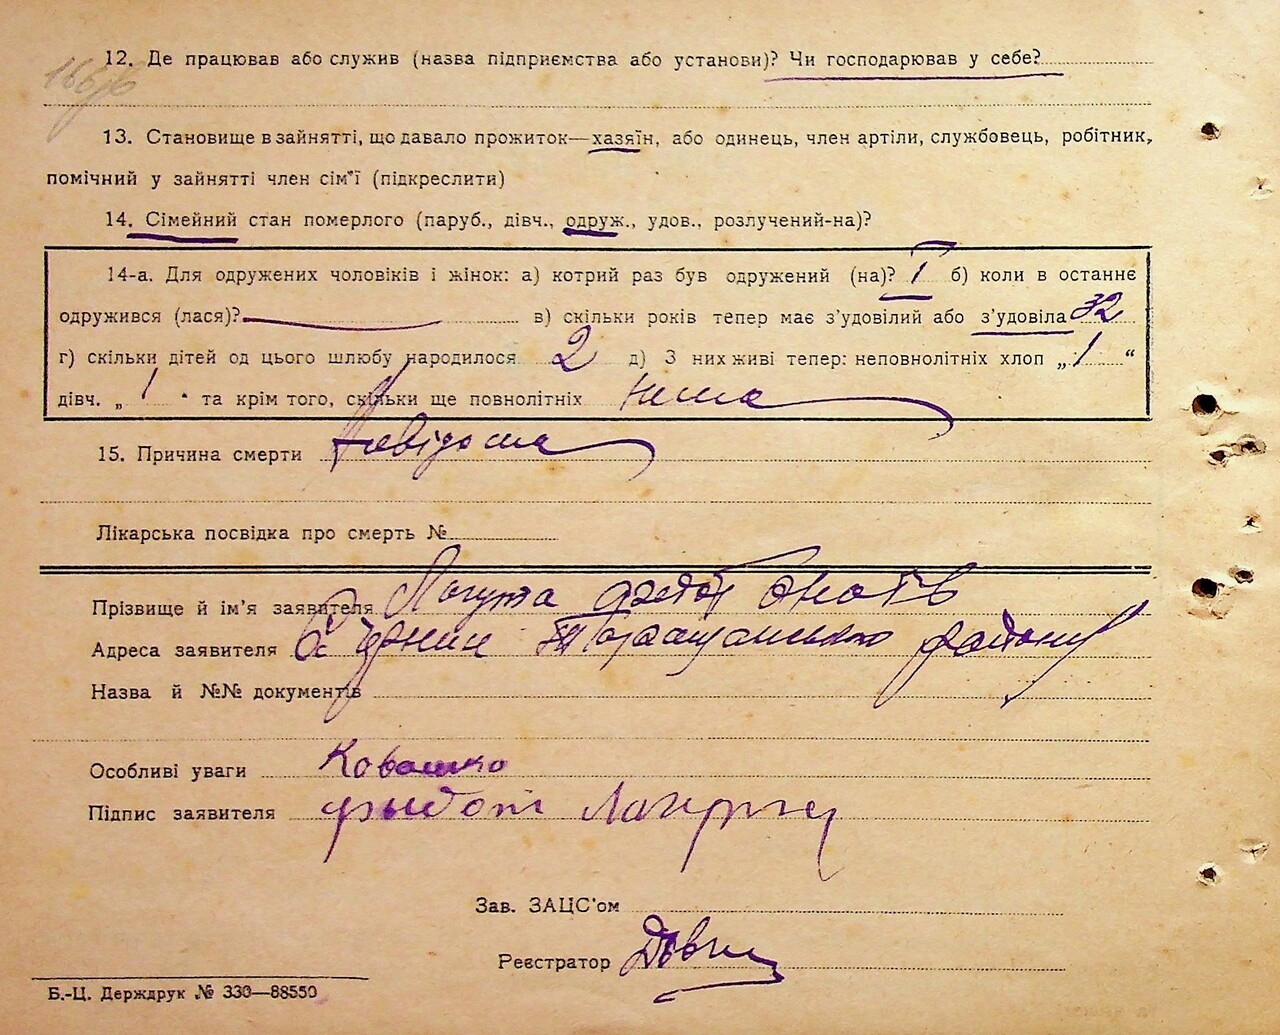 12. Де працював або служив (назва підприємства або установи)? Чи господарював у себе?
13. Становище в зайнятті, що давало прожиток—хазяїн, або одинець, член артіли, службовець, робітник,
помічний у зайнятті член сім"ї (підкреслити)
14. Сімейний стан померлого (паруб., дівч., одруж., удов., розлучений-на)?
14-а. Для одружених чоловіків і жінок: а) котрий раз був одружений (на)? I б) коли в останнє
одружився (лася)? в) скільки років тепер має з'удовілий або з'удовіла 32
г) скільки дітей од цього шлюбу народилося 2 д) З них живі тепер: неповнолітніх хлоп „ 1 “
дівч. „ 1 " та крім того, скільки ще повнолітніх нема
15. Причина смерти Невідома
Лікарська посвідка про смерть №
Прізвище й ім'я заявителя
Адреса заявителя Таращанського району
Назва й №№ документів
Особливі уваги
Підпис заявителя
Зав. ЗАЦС'ом
Реєстратор
Б.-Ц. Держдрук № 330—88550